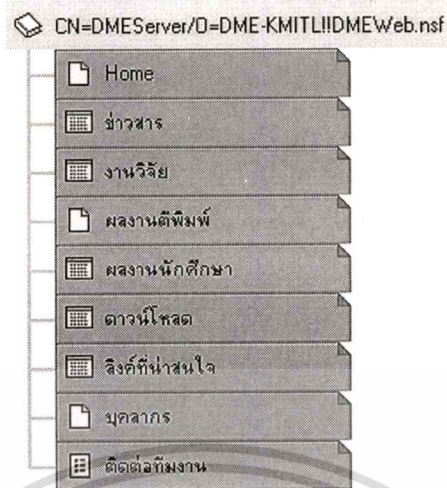 CN=DMEServer/O=DME-KMITL!!DMEWeb.nsf
Home
ข่าวสาร
งานวิจัย
ผลงานตีพิมพ์
ผลงานนักศึกษา
ดาวน์โหลด
ลิงค์ที่น่าสนใจ
บุคลากร
ติดต่อทีมงาน